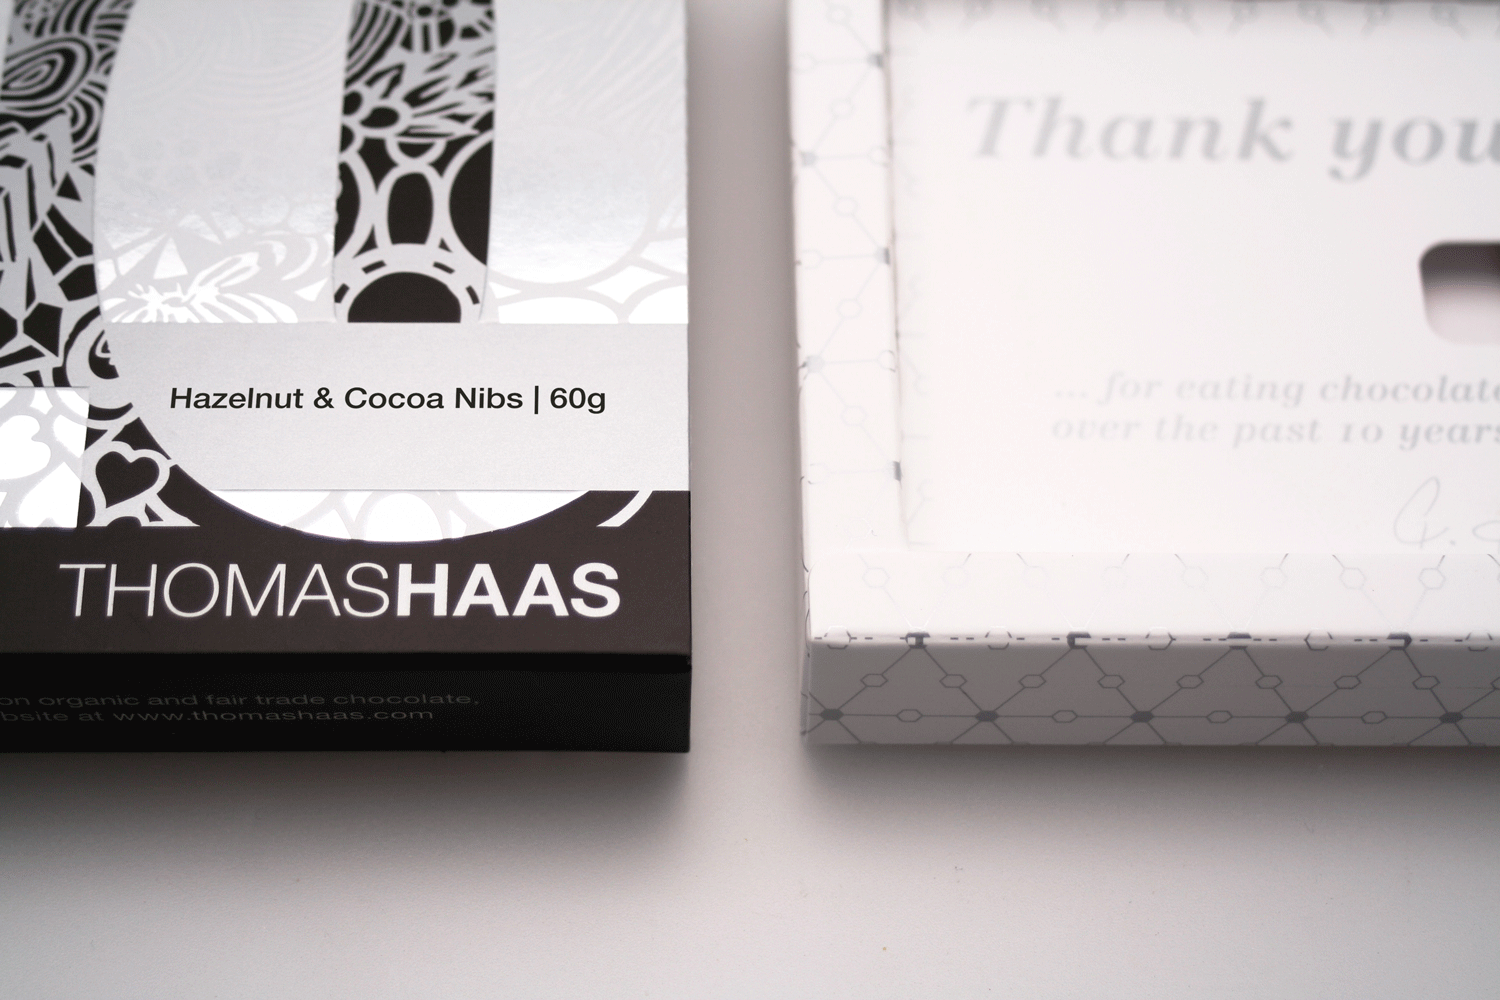 Hazelnut & Cocoa Nibs | 60g
THOMASHAAS
on organic and fair trade chocolate,
at www.thomashaas.com
Thank you
... for eating chocolate
over the past 10 years